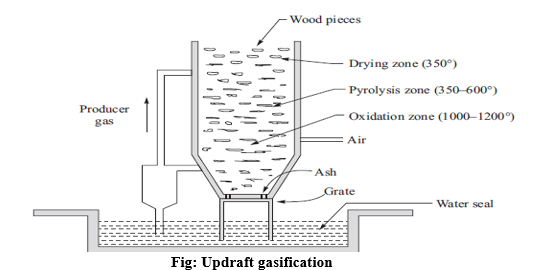 Wood pieces
Drying zone (350°)
Pyrolysis zone (350–600°)
Producer
gas
Oxidation zone (1000–1200°)
Air
Ash
Grate
Water seal
Fig: Updraft gasification